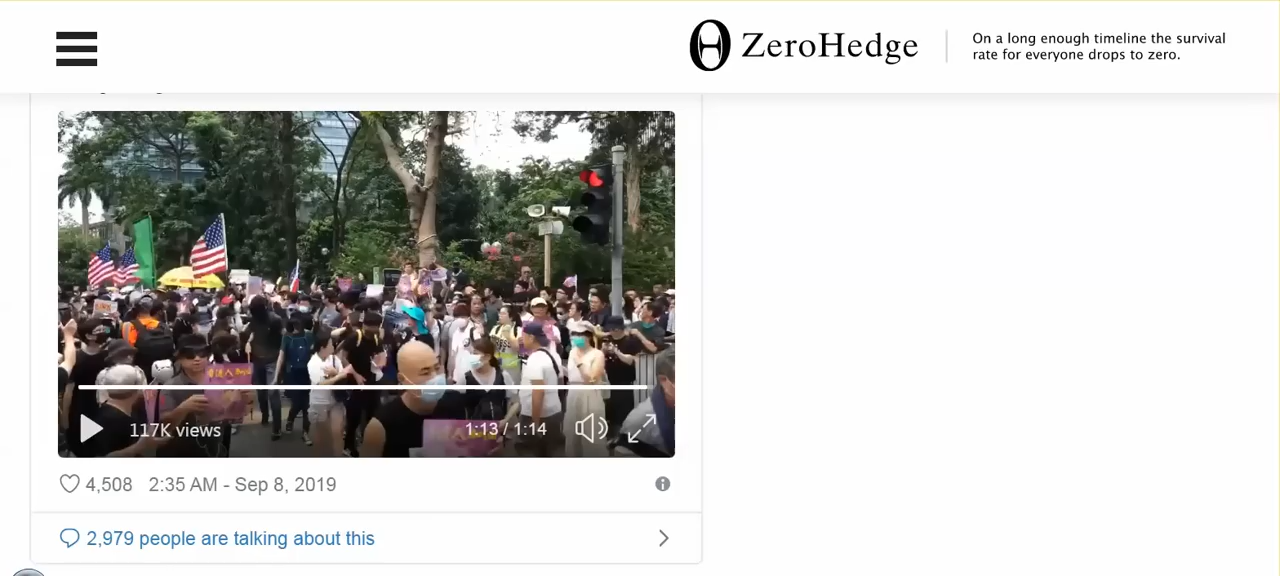 ZeroHedge
On a long enough timeline the survival
rate for everyone drops to zero.
117K views
1:13 / 1:14
4,508 2:35 AM - Sep 8, 2019
2,979 people are talking about this